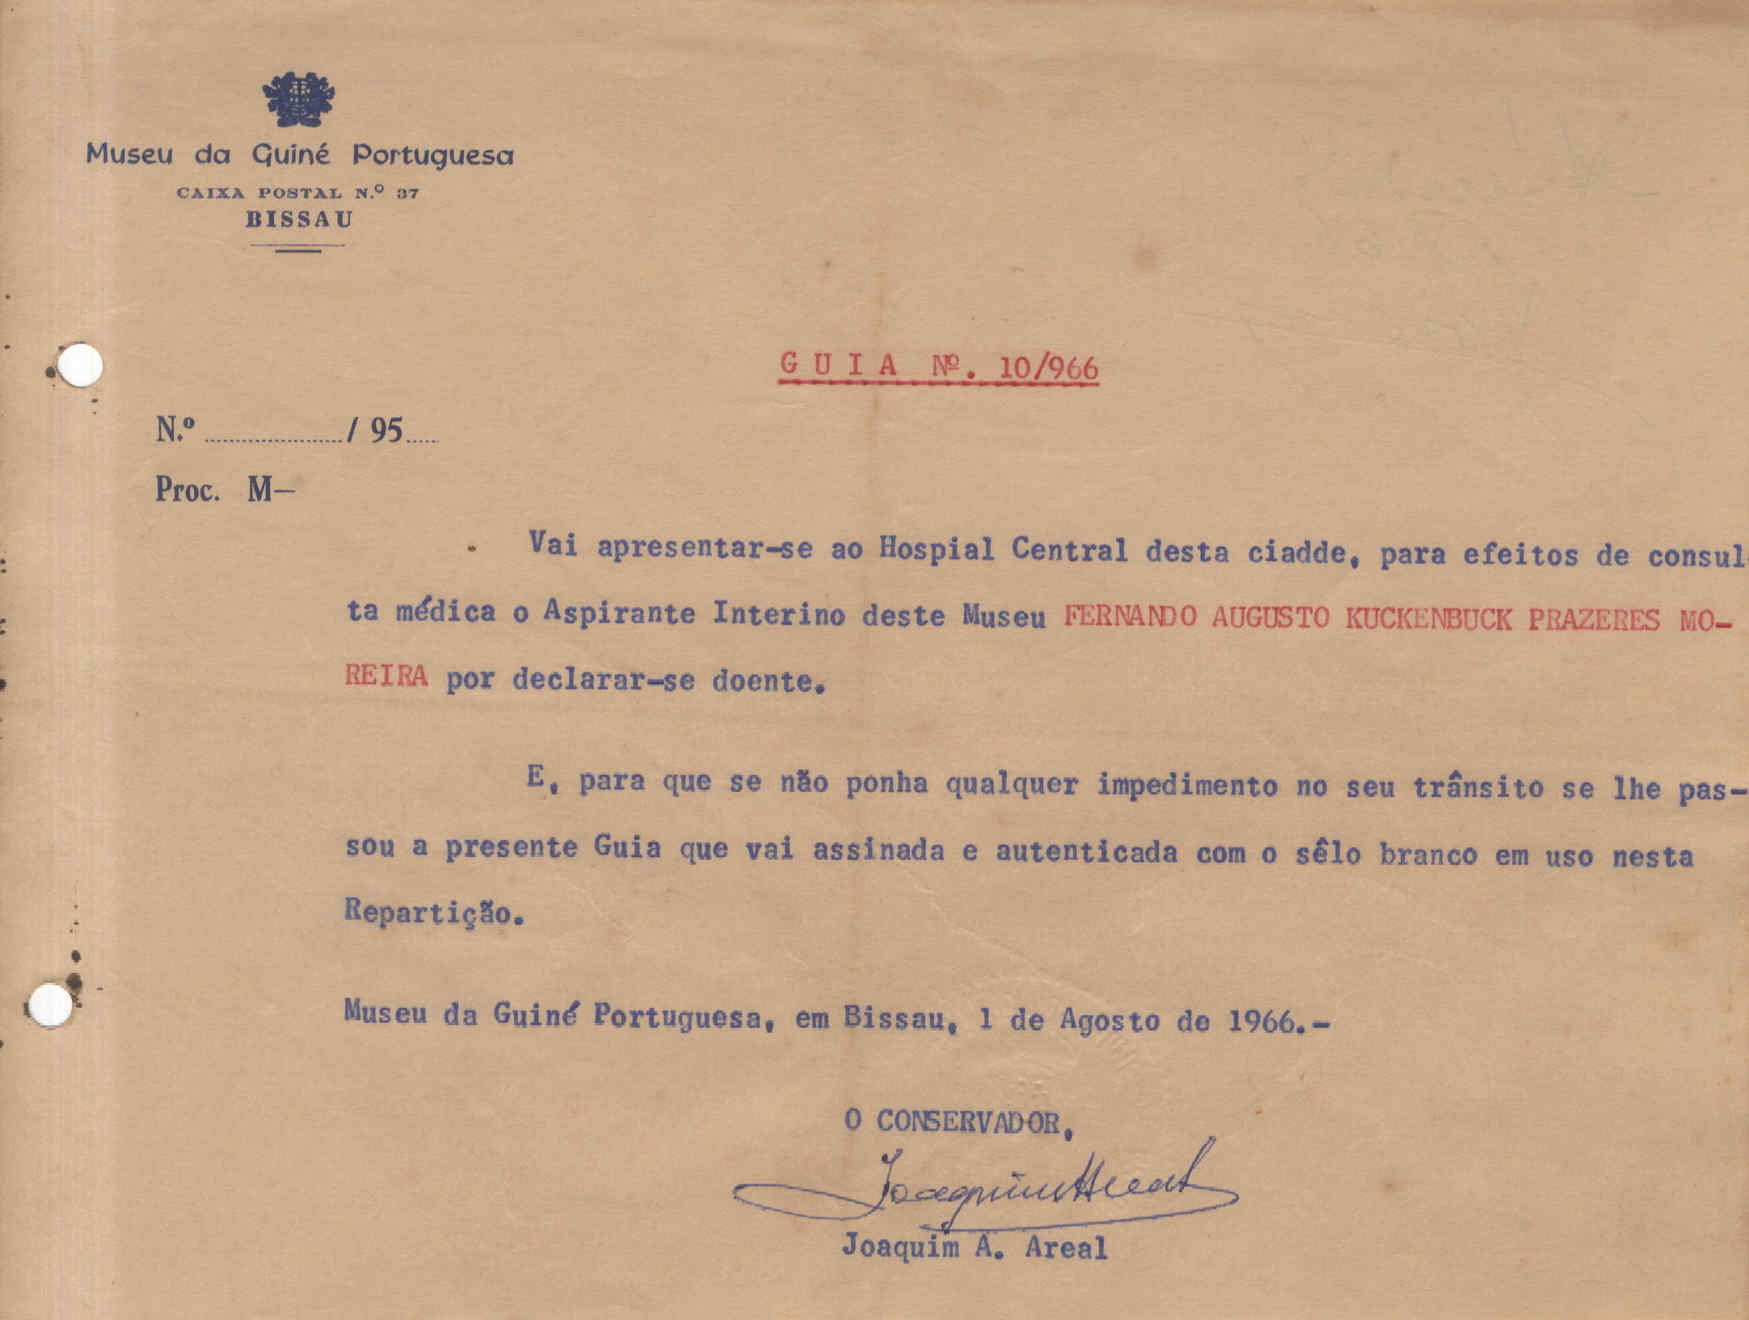 Museu da Guiné Portuguesa
CAIXA POSTAL N.º 37
BISSAU
GUIA Nº. 10/966
N.º ..................... / 95.....
Proc. M—
Vai apresentar-se ao Hospial Central desta ciadde, para efeitos de consul
ta médica o Aspirante Interino deste Museu FERNANDO AUGUSTO KUCKENBUCK PRAZERES MO-
REIRA por declarar-se doente.
E, para que se não ponha qualquer impedimento no seu trânsito se lhe pas-
sou a presente Guia que vai assinada e autenticada com o sêlo branco em uso nesta
Repartição.
Museu da Guiné Portuguesa, em Bissau, 1 de Agosto de 1966.-
O CONSERVADOR,
Joaquim Areal
Joaquim A. Areal